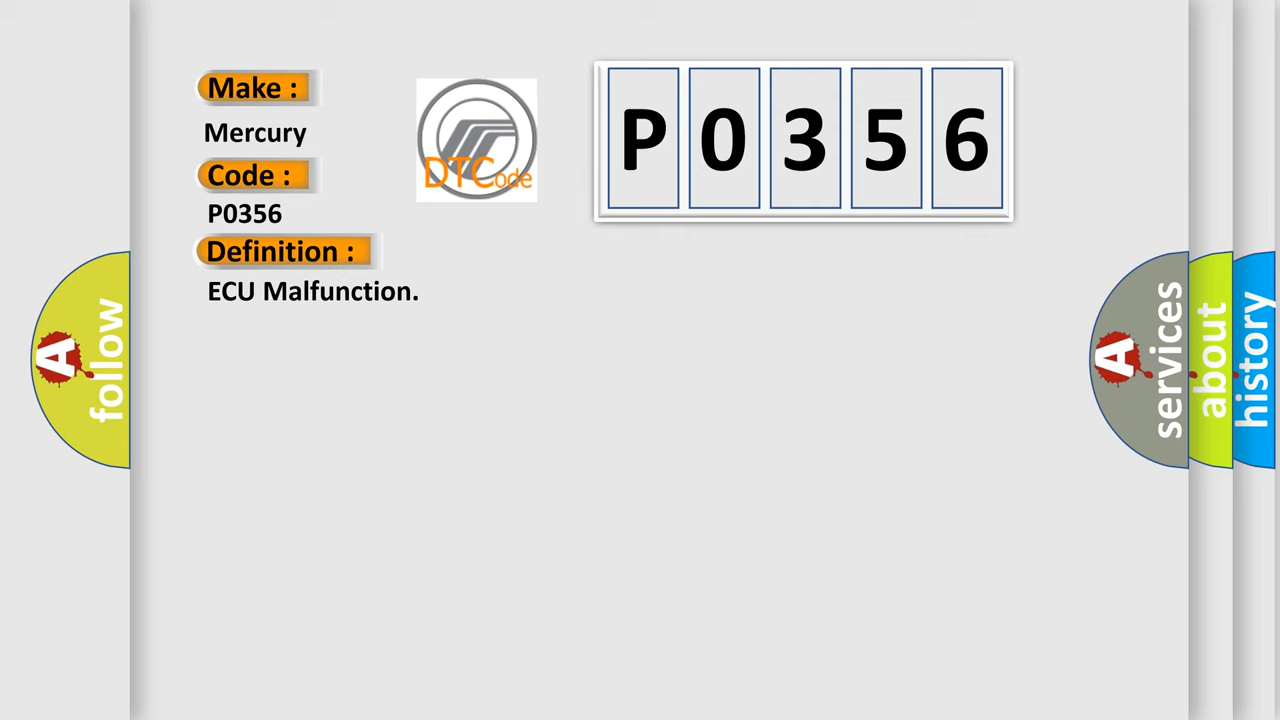 Make :
Mercury
Code :
P0356
Definition :
ECU Malfunction.
DTCode
P0356
A follow
A services
about
history